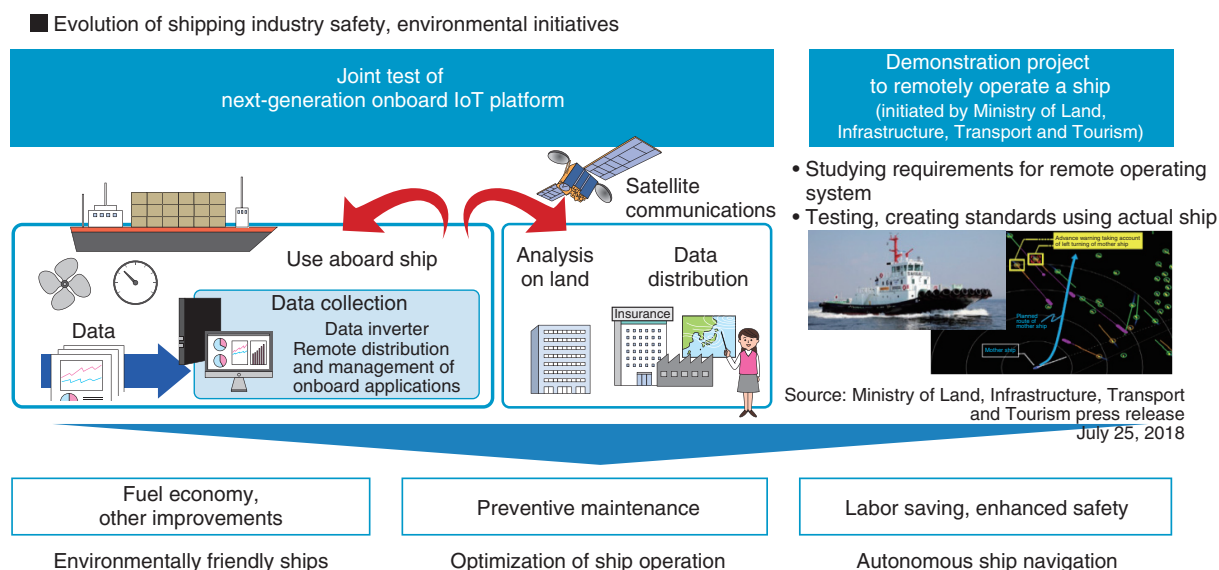 ■ Evolution of shipping industry safety, environmental initiatives
Joint test of
next-generation onboard IoT platform
Demonstration project
to remotely operate a ship
(initiated by Ministry of Land,
Infrastructure, Transport and Tourism)
Satellite
communications
• Studying requirements for remote operating
system
• Testing, creating standards using actual ship
Use aboard ship
Data
Data collection
Data inverter
Remote distribution
and management of
onboard applications
Analysis
on land
Data
distribution
Insurance
Advance warning taking account
of left turning of mother ship
Planned
route of
mother ship
Mother ship
Source: Ministry of Land, Infrastructure, Transport
and Tourism press release
July 25, 2018
Fuel economy,
other improvements
Preventive maintenance
Labor saving, enhanced safety
Environmentally friendly ships
Optimization of ship operation
Autonomous ship navigation